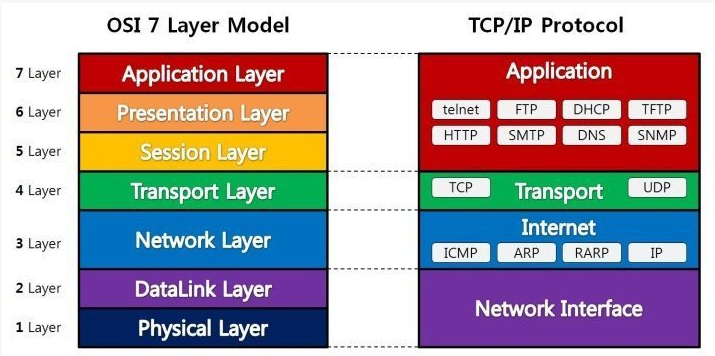 OSI 7 Layer Model
TCP/IP Protocol
7 Layer
Application Layer
6 Layer
Presentation Layer
5 Layer
Session Layer
4 Layer
Transport Layer
3 Layer
Network Layer
2 Layer
DataLink Layer
1 Layer
Physical Layer
Application
telnet FTP DHCP TFTP
HTTP SMTP DNS SNMP
TCP Transport UDP
Internet
ICMP ARP RARP IP
Network Interface